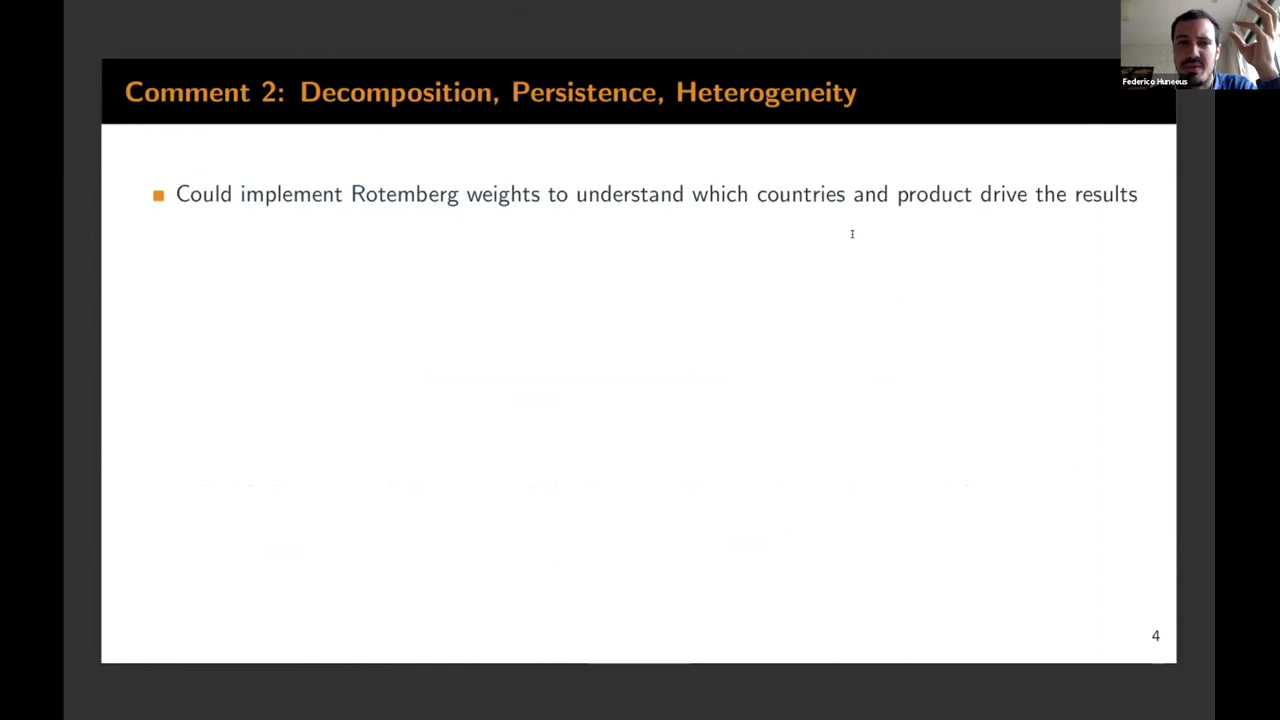 Federico Huneeus
Comment 2: Decomposition, Persistence, Heterogeneity
Could implement Rotemberg weights to understand which countries and product drive the results
4